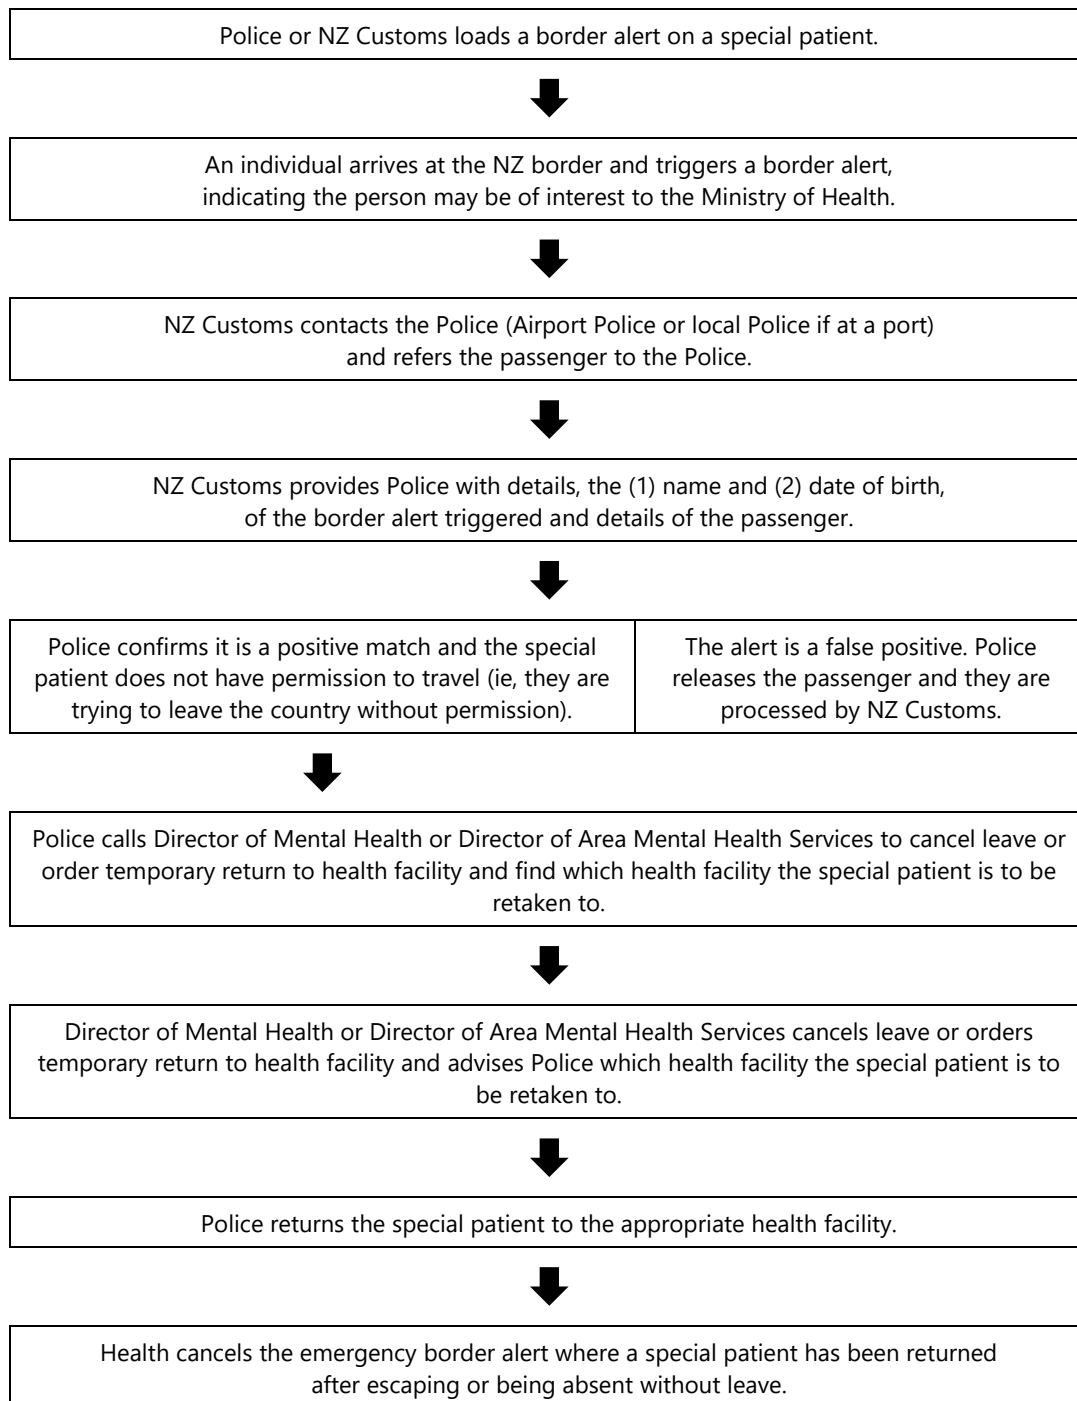 Police or NZ Customs loads a border alert on a special patient.
An individual arrives at the NZ border and triggers a border alert,
indicating the person may be of interest to the Ministry of Health.
NZ Customs contacts the Police (Airport Police or local Police if at a port)
and refers the passenger to the Police.
NZ Customs provides Police with details, the (1) name and (2) date of birth,
of the border alert triggered and details of the passenger.
Police confirms it is a positive match and the special
patient does not have permission to travel (ie, they are
trying to leave the country without permission).
The alert is a false positive. Police
releases the passenger and they are
processed by NZ Customs.
Police calls Director of Mental Health or Director of Area Mental Health Services to cancel leave or
order temporary return to health facility and find which health facility the special patient is to be
retaken to.
Director of Mental Health or Director of Area Mental Health Services cancels leave or orders
temporary return to health facility and advises Police which health facility the special patient is to
be retaken to.
Police returns the special patient to the appropriate health facility.
Health cancels the emergency border alert where a special patient has been returned
after escaping or being absent without leave.